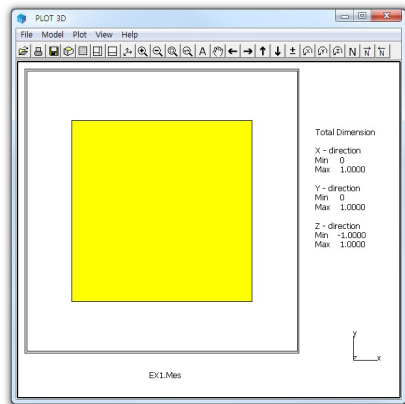 PLOT 3D
File Model Plot View Help
A N N N
Total Dimension
X - direction
Min 0
Max 1.0000
Y - direction
Min 0
Max 1.0000
Z - direction
Min -1.0000
Max 1.0000
y
z x
EX1.Mes